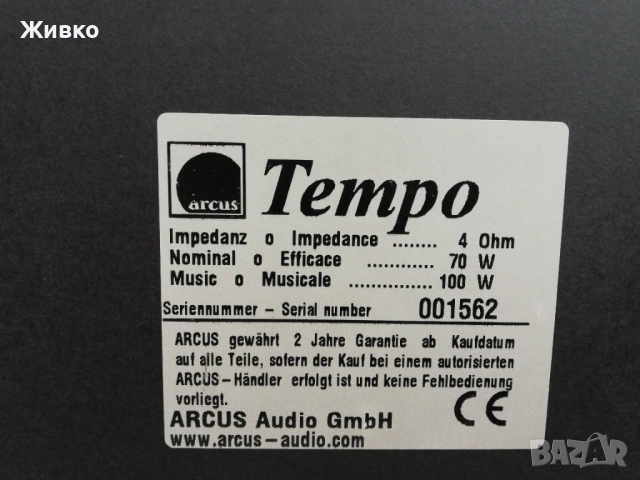 Живко
arcus
Tempo
Impedanz o Impedance ........ 4 Ohm
Nominal o Efficace ............ 70 W
Music o Musicale ............... 100 W
Seriennummer - Serial number 001562
ARCUS gewährt 2 Jahre Garantie ab Kaufdatum
auf alle Teile, sofern der Kauf bei einem autorisierten
ARCUS-Händler erfolgt ist und keine Fehlbedienung
vorliegt.
ARCUS Audio GmbH CE
www.arcus-audio.com
BAZAR